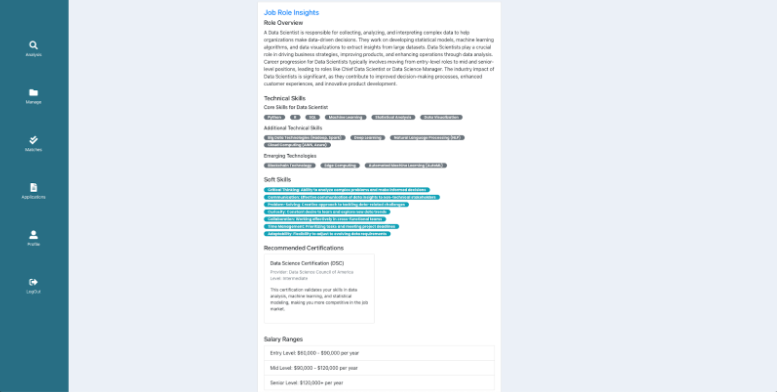 Analysis
Manage
Matches
Applications
Profile
Logout
Job Role Insights
Role Overview
A Data Scientist is responsible for collecting, analyzing, and interpreting complex data to help
organizations make data-driven decisions. They work on developing statistical models, machine learning
algorithms, and data visualizations to extract insights from large datasets. Data Scientists play a crucial
role in driving business strategies, improving products, and enhancing operations through data analysis.
Career progression for Data Scientists typically involves moving from entry-level roles to mid and senior-
level positions, leading to roles like Chief Data Scientist or Data Science Manager. The industry impact of
Data Scientists is significant, as they contribute to improved decision-making processes, enhanced
customer experiences, and innovative product development.
Technical Skills
Core Skills for Data Scientist
Python R SQL Machine Learning Statistical Analysis Data Visualization
Additional Technical Skills
Big Data Technologies (Hadoop, Spark) Deep Learning Natural Language Processing (NLP)
Cloud Computing (AWS, Azure)
Emerging Technologies
Blockchain Technology Edge Computing Automated Machine Learning (AutoML)
Soft Skills
Critical Thinking: Ability to analyze complex problems and make informed decisions
Communication: Effective communication of data insights to non-technical stakeholders
Problem-Solving: Creative approach to tackling data-related challenges
Curiosity: Constant desire to learn and explore new data trends
Collaboration: Working effectively in cross-functional teams
Time Management: Prioritizing tasks and meeting project deadlines
Adaptability: Flexibility to adjust to evolving data requirements
Recommended Certifications
Data Science Certification (DSC)
Provider: Data Science Council of America
Level: Intermediate
This certification validates your skills in data
analysis, machine learning, and statistical
modeling, making you more competitive in the job
market.
Salary Ranges
Entry Level: $65,000 - $90,000 per year
Mid Level: $90,000 - $120,000 per year
Senior Level: $120,000+ per year